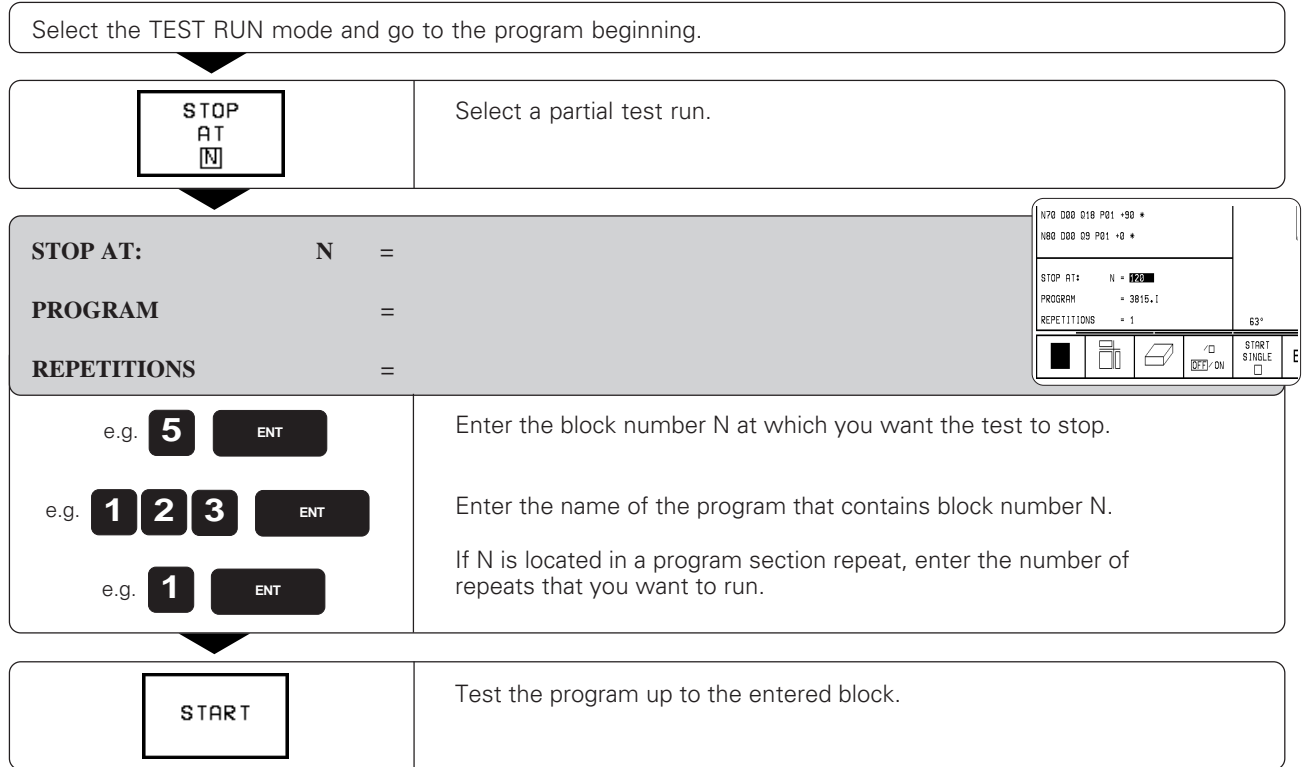 Select the TEST RUN mode and go to the program beginning.
STOP
AT
N
Select a partial test run.
STOP AT: N =
PROGRAM =
REPETITIONS =
N70 D00 Q18 P01 +90 *
N80 D00 Q9 P01 +0 *
STOP AT: N = 120
PROGRAM = 3815.I
REPETITIONS = 1
63°
OFF / ON
START
SINGLE
e.g. 5 ENT
Enter the block number N at which you want the test to stop.
e.g. 1 2 3 ENT
Enter the name of the program that contains block number N.
e.g. 1 ENT
If N is located in a program section repeat, enter the number of
repeats that you want to run.
START
Test the program up to the entered block.